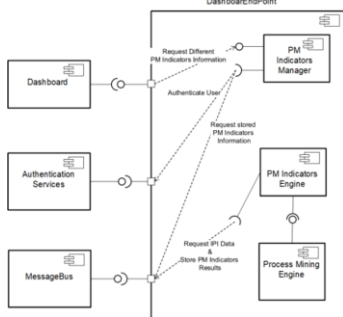 DashboarEndPoint
Request Different
PM Indicators Information
PM
Indicators
Manager
Dashboard
Authenticate User
Request stored
PM Indicators
Information
Authentication
Services
PM Indicators
Engine
Request IPI Data
&
Store PM Indicators
Results
MessageBus
Process Mining
Engine